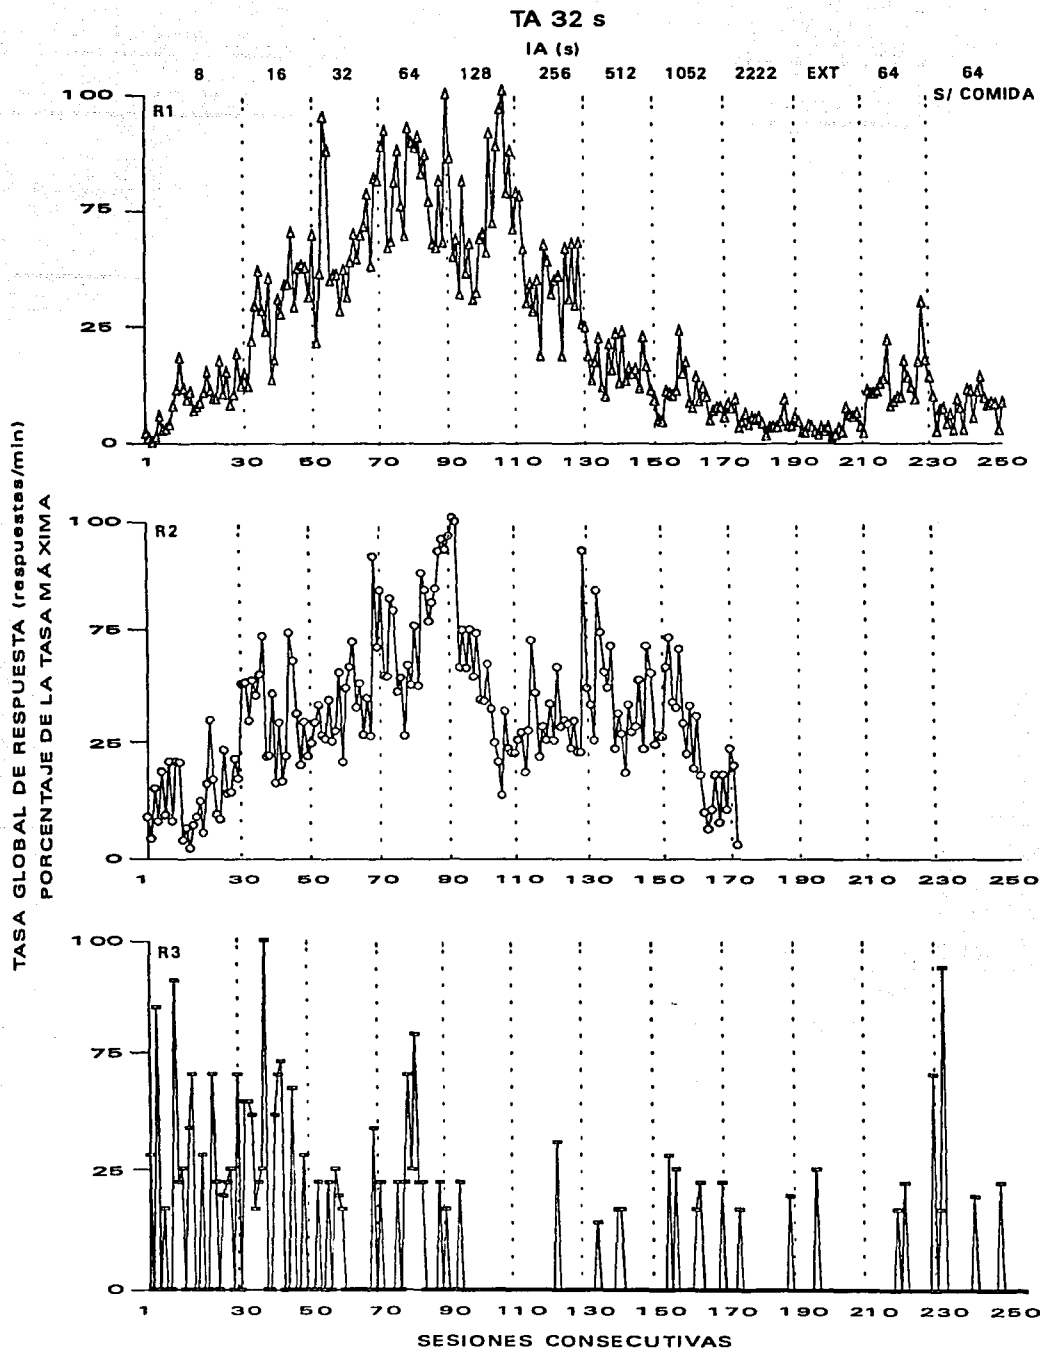 TA 32 s
IA (s)
8 16 32 64 128 256 512 1052 2222 EXT 64 64
S/ COMIDA
R1
100
75
25
0
1 30 50 70 90 110 130 150 170 190 210 230 250
R2
100
75
25
0
1 30 50 70 90 110 130 150 170 190 210 230 250
R3
100
75
25
0
1 30 50 70 90 110 130 150 170 190 210 230 250
SESIONES CONSECUTIVAS
TASA GLOBAL DE RESPUESTA (respuestas/min)
PORCENTAJE DE LA TASA MÁXIMA